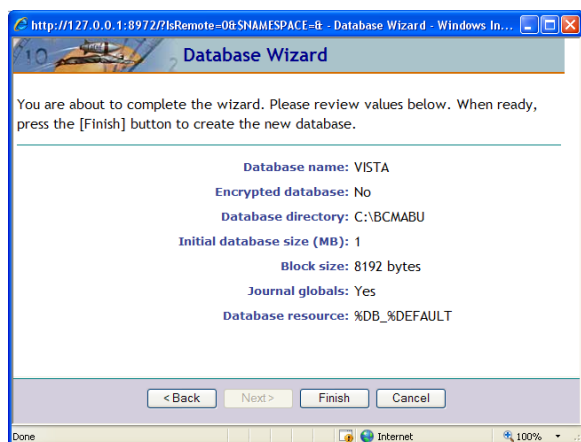 http://127.0.0.1:8972/?IsRemote=0&$NAMESPACE=& - Database Wizard - Windows In...
Database Wizard
You are about to complete the wizard. Please review values below. When ready,
press the [Finish] button to create the new database.
Database name: VISTA
Encrypted database: No
Database directory: C:\BCMABU
Initial database size (MB): 1
Block size: 8192 bytes
Journal globals: Yes
Database resource: %DB_%DEFAULT
< Back Next > Finish Cancel
Done Internet 100%